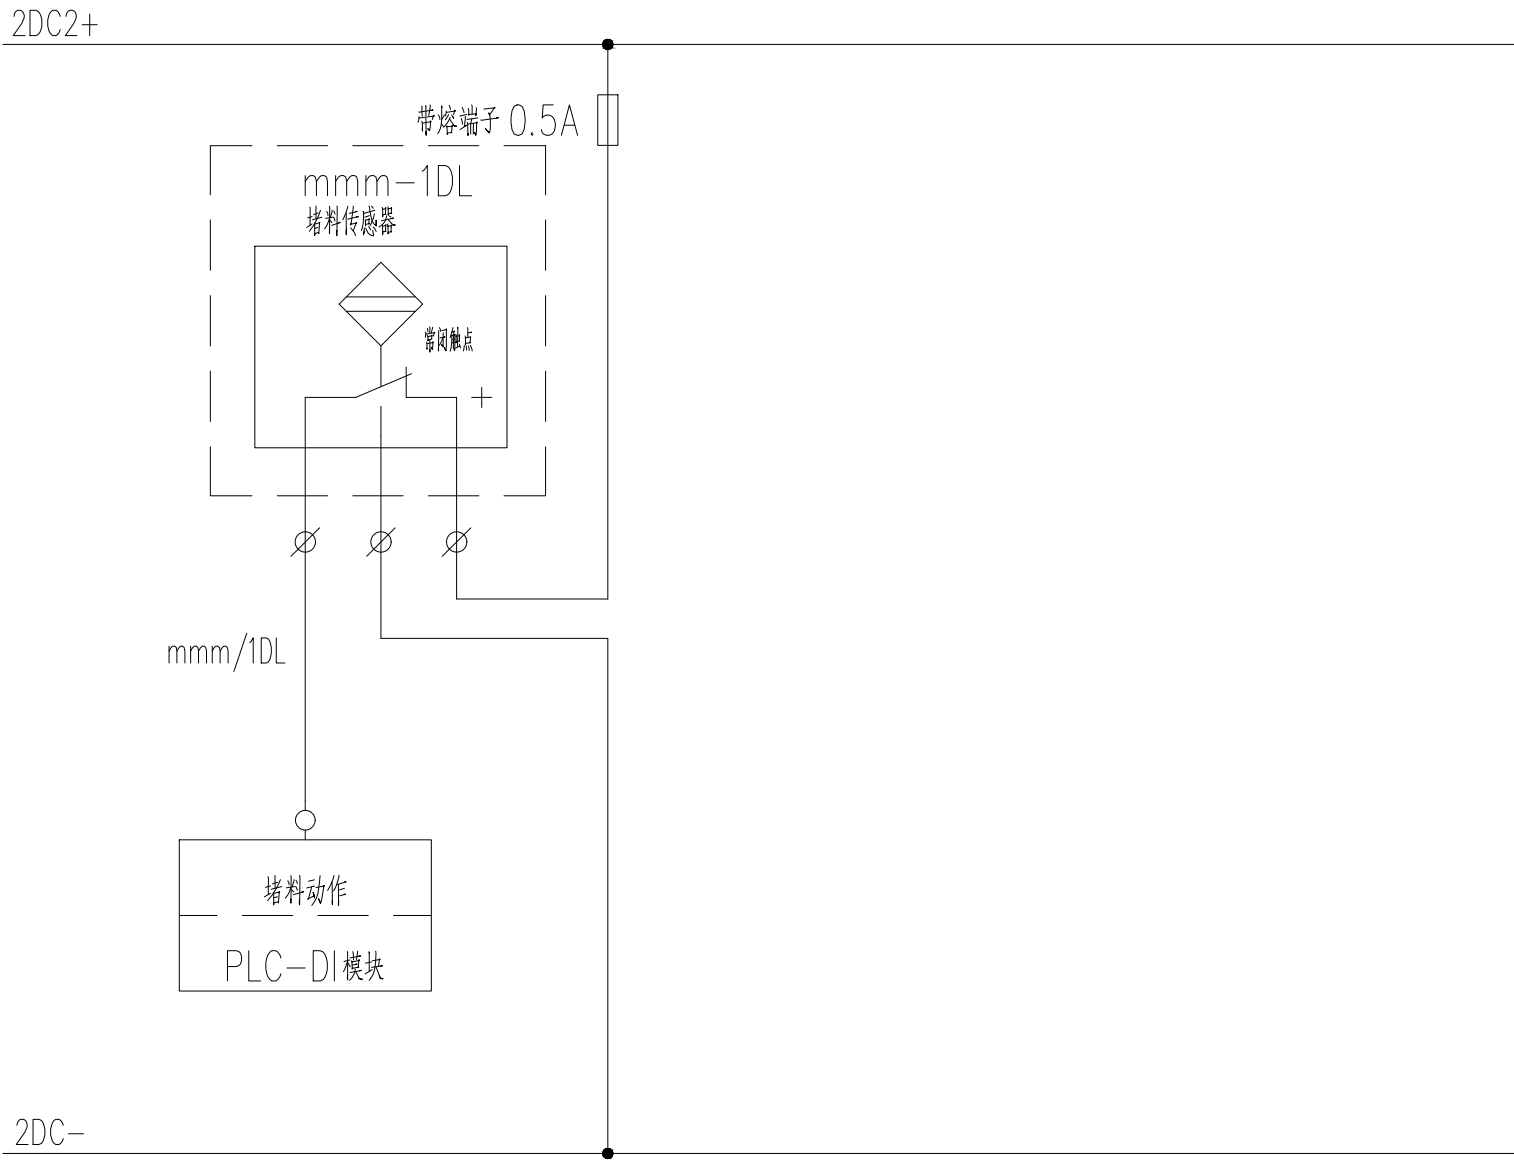 2DC2+
带熔端子 0.5A
mmm-1DL
堵料传感器
常闭触点
+
mmm/1DL
堵料动作
PLC-DI模块
2DC-